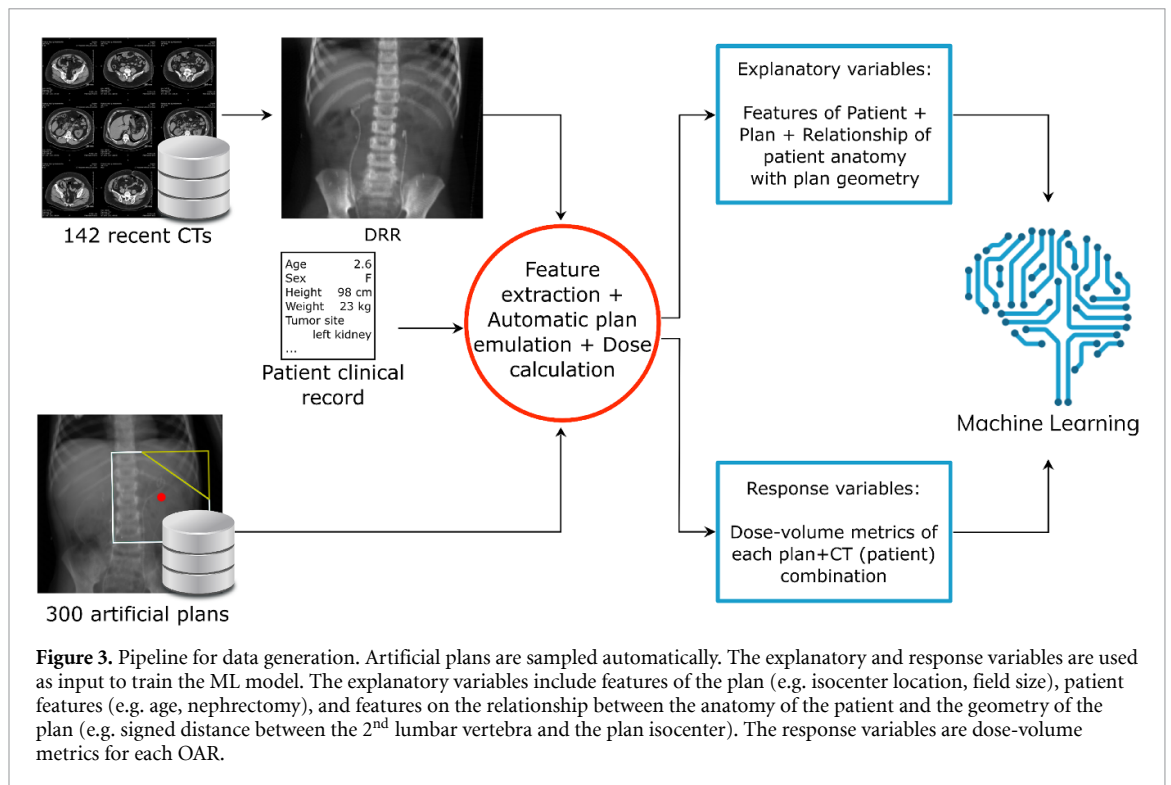 142 recent CTs
DRR
Age 2.6
Sex F
Height 98 cm
Weight 23 kg
Tumor site
left kidney
...
Patient clinical
record
300 artificial plans
Feature
extraction +
Automatic plan
emulation + Dose
calculation
Explanatory variables:
Features of Patient +
Plan + Relationship of
patient anatomy
with plan geometry
Response variables:
Dose-volume metrics of
each plan+CT (patient)
combination
Machine Learning
Figure 3. Pipeline for data generation. Artificial plans are sampled automatically. The explanatory and response variables are used
as input to train the ML model. The explanatory variables include features of the plan (e.g. isocenter location, field size), patient
features (e.g. age, nephrectomy), and features on the relationship between the anatomy of the patient and the geometry of the
plan (e.g. signed distance between the 2nd lumbar vertebra and the plan isocenter). The response variables are dose-volume
metrics for each OAR.